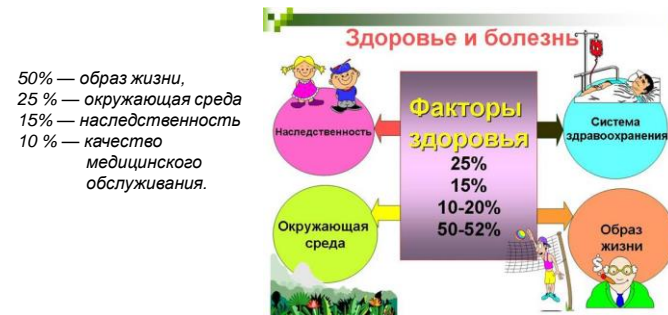 50% — образ жизни,
25 % — окружающая среда
15% — наследственность
10 % — качество
медицинского
обслуживания.
Здоровье и болезнь
Наследственность
Факторы
здоровья
25%
15%
10-20%
50-52%
Система
здравоохранения
Окружающая
среда
Образ
жизни